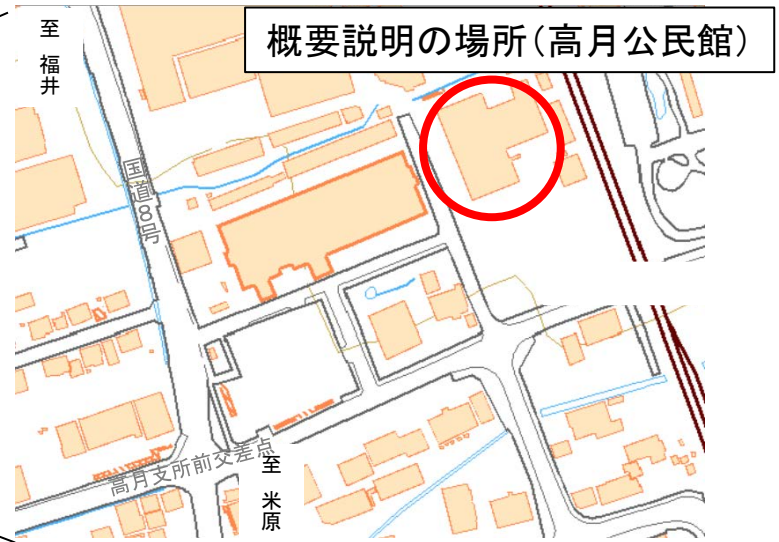 概要説明の場所(高月公民館)
至 福井
国道8号
高月支所前交差点
至 米原